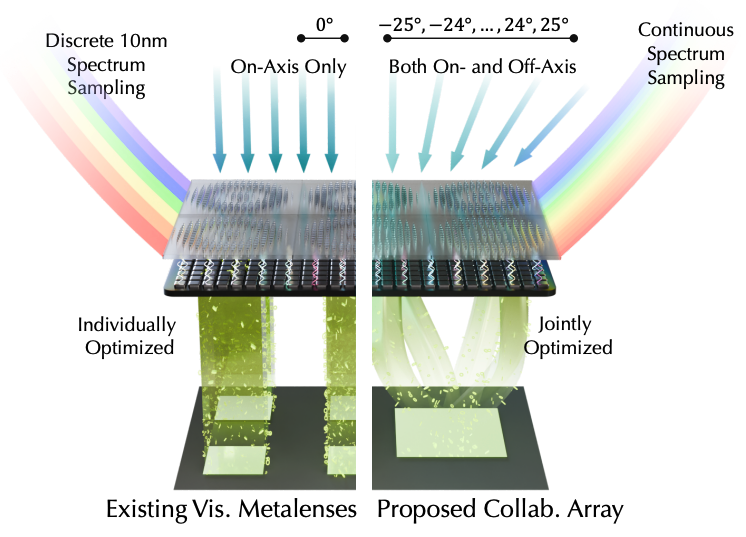 0°
−25°, −24°, ..., 24°, 25°
Discrete 10nm
Spectrum
Sampling
On-Axis Only
Both On- and Off-Axis
Continuous
Spectrum
Sampling
Individually
Optimized
Jointly
Optimized
Existing Vis. Metalenses
Proposed Collab. Array